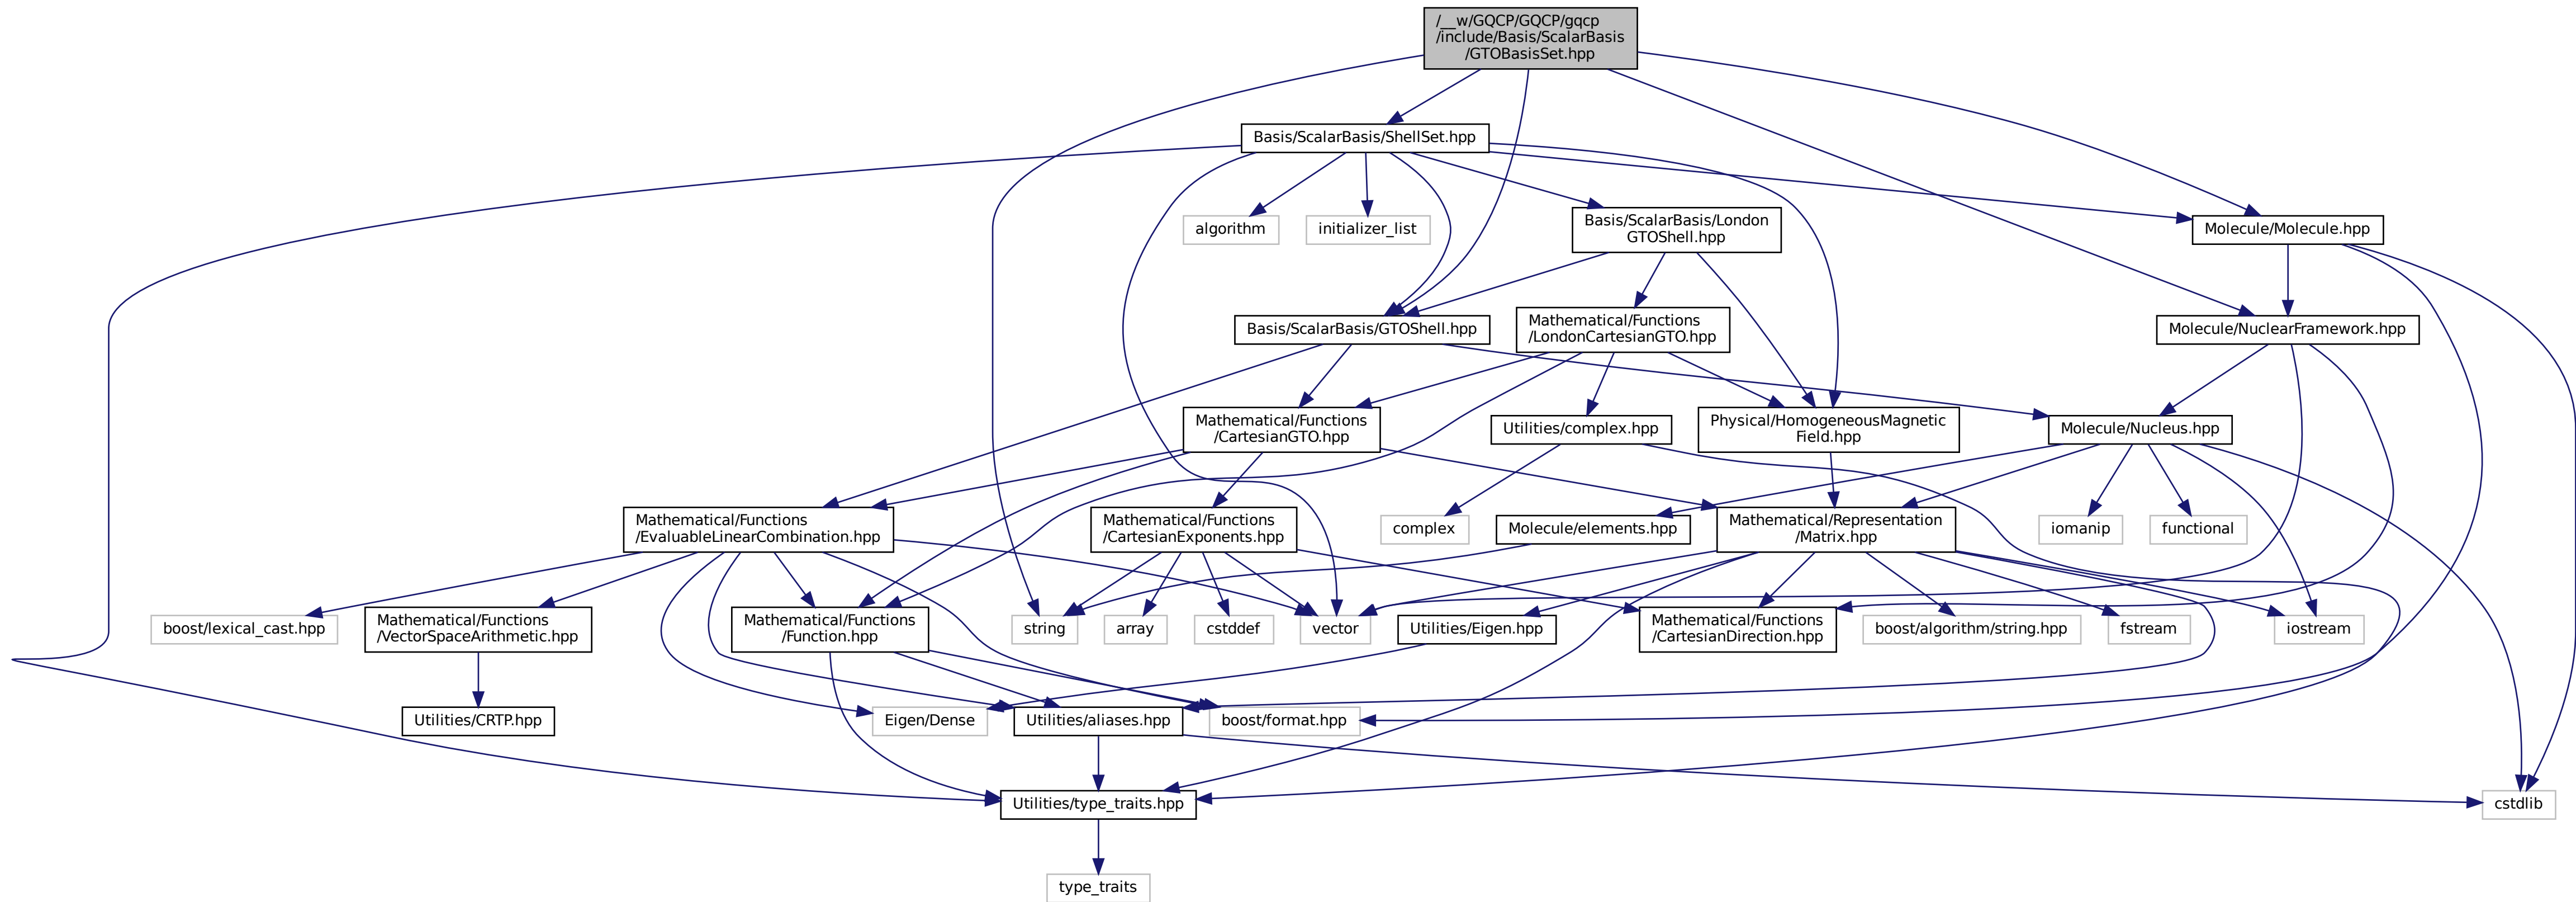 /__w/GQCP/GQCP/gqcp
/include/Basis/ScalarBasis
/GTOBasisSet.hpp
Basis/ScalarBasis/ShellSet.hpp
algorithm
initializer_list
Basis/ScalarBasis/London
GTOShell.hpp
Molecule/Molecule.hpp
Basis/ScalarBasis/GTOShell.hpp
Mathematical/Functions
/LondonCartesianGTO.hpp
Molecule/NuclearFramework.hpp
Mathematical/Functions
/CartesianGTO.hpp
Utilities/complex.hpp
Physical/HomogeneousMagnetic
Field.hpp
Molecule/Nucleus.hpp
Mathematical/Functions
/EvaluableLinearCombination.hpp
Mathematical/Functions
/CartesianExponents.hpp
complex
Molecule/elements.hpp
Mathematical/Representation
/Matrix.hpp
iomanip
functional
boost/lexical_cast.hpp
Mathematical/Functions
/VectorSpaceArithmetic.hpp
Mathematical/Functions
/Function.hpp
string
array
cstddef
vector
Utilities/Eigen.hpp
Mathematical/Functions
/CartesianDirection.hpp
boost/algorithm/string.hpp
fstream
iostream
Utilities/CRTP.hpp
Eigen/Dense
Utilities/aliases.hpp
boost/format.hpp
Utilities/type_traits.hpp
cstdlib
type_traits